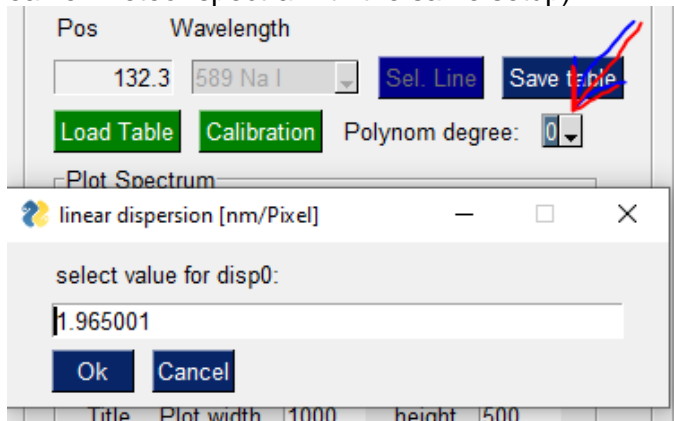 Pos Wavelength
132.3 589 Na I Sel. Line Save table
Load Table Calibration Polynom degree: 0
Plot Spectrum
linear dispersion [nm/Pixel]
select value for disp0:
1.965001
Ok Cancel
Title Plot width 1000 height 500